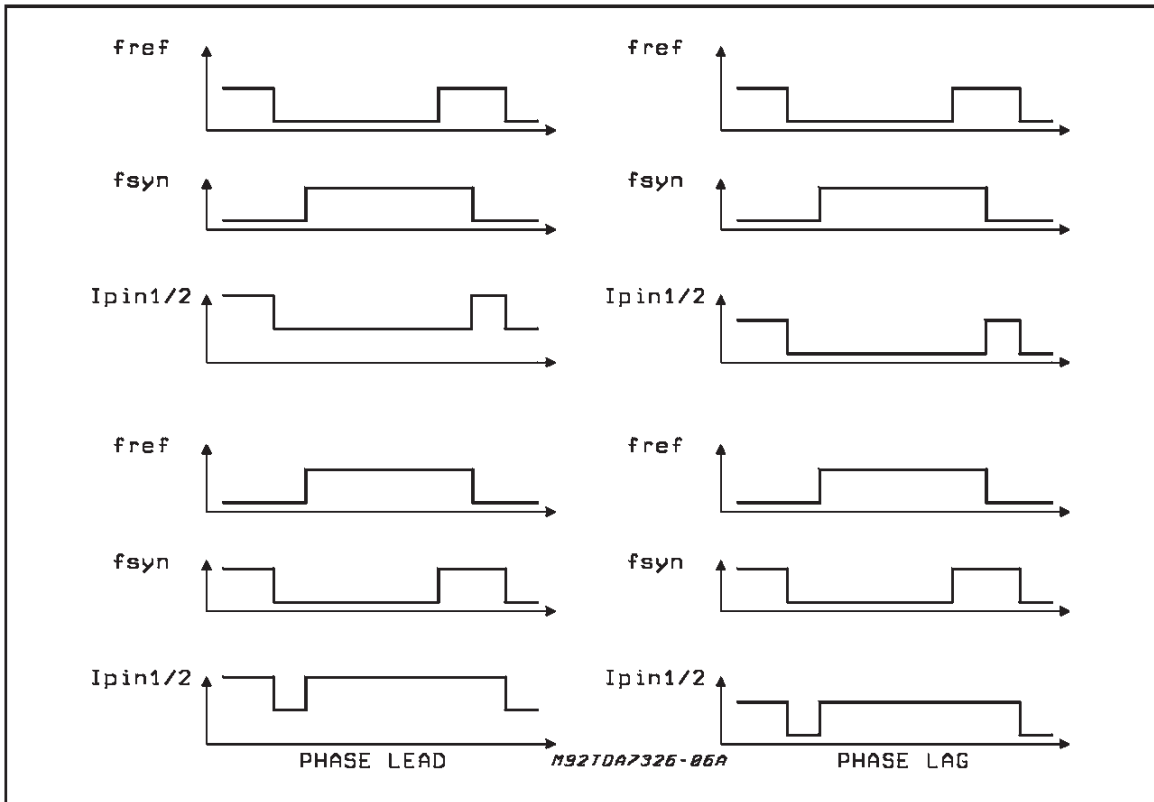 fref fref
fsyn fsyn
Ipin1/2 Ipin1/2
fref fref
fsyn fsyn
Ipin1/2 Ipin1/2
PHASE LEAD M92TDA7326-06A PHASE LAG